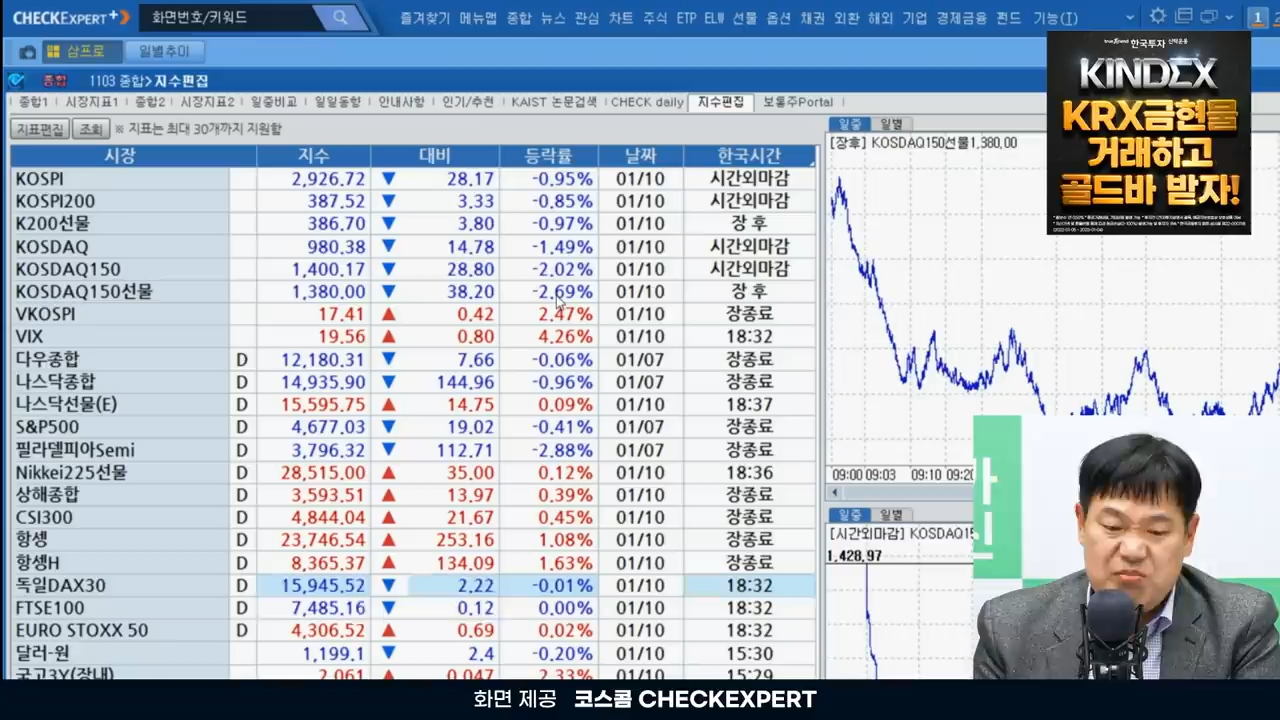 CHECKEXPERT+
화면번호/키워드
즐겨찾기 메뉴맵 종합 뉴스 관심 차트 주식 ETP ELW 선물 옵션 채권 외환 해외 기업 경제금융 펀드 기능(T)
1
삼프로 일별추미
종합 1103 종합>지수편집
종합1 시장지표1 종합2 시장지표2 일중비교 일일동향 안내사항 인기/추천 KAIST 논문검색 CHECK daily 지수편집 보통주Portal
지표편집 조회 ※ 지표는 최대 30개까지 지원함
시장 지수 대비 등락률 날짜 한국시간
KOSPI 2,926.72 ▼ 28.17 -0.95% 01/10 시간외마감
KOSPI200 387.52 ▼ 3.33 -0.85% 01/10 시간외마감
K200선물 386.70 ▼ 3.80 -0.97% 01/10 장 후
KOSDAQ 980.38 ▼ 14.78 -1.49% 01/10 시간외마감
KOSDAQ150 1,400.17 ▼ 28.80 -2.02% 01/10 시간외마감
KOSDAQ150선물 1,380.00 ▼ 38.20 -2.69% 01/10 장 후
VKOSPI 17.41 ▲ 0.42 2.47% 01/10 장종료
VIX 19.56 ▲ 0.80 4.26% 01/10 18:32
다우종합 D 12,180.31 ▼ 7.66 -0.06% 01/07 장종료
나스닥종합 D 14,935.90 ▼ 144.96 -0.96% 01/07 장종료
나스닥선물(E) D 15,595.75 ▲ 14.75 0.09% 01/10 18:37
S&P500 D 4,677.03 ▼ 19.02 -0.41% 01/07 장종료
필라델피아Semi D 3,796.32 ▼ 112.71 -2.88% 01/07 장종료
Nikkei225선물 D 28,515.00 ▲ 35.00 0.12% 01/10 18:36
상해종합 D 3,593.51 ▲ 13.97 0.39% 01/10 장종료
CSI300 D 4,844.04 ▲ 21.67 0.45% 01/10 장종료
항셍 D 23,746.54 ▲ 253.16 1.08% 01/10 장종료
항셍H D 8,365.37 ▲ 134.09 1.63% 01/10 장종료
독일DAX30 D 15,945.52 ▼ 2.22 -0.01% 01/10 18:32
FTSE100 D 7,485.16 ▼ 0.12 0.00% 01/10 18:32
EURO STOXX 50 D 4,306.52 ▲ 0.69 0.02% 01/10 18:32
달러-원 1,199.1 ▼ 2.4 -0.20% 01/10 15:30
국고3Y(장내) 2.061 ▲ 0.047 2.33% 01/10 15:29
일중 일별
[장후] KOSDAQ150선물1,380.00
09:00 09:03 09:10 09:20
일중 일별
[시간외마감] KOSDAQ15
1,428.97
한국투자 신탁운용
KINDEX
KRX금현물
거래하고
골드바 받자!
화면 제공 코스콤 CHECKEXPERT